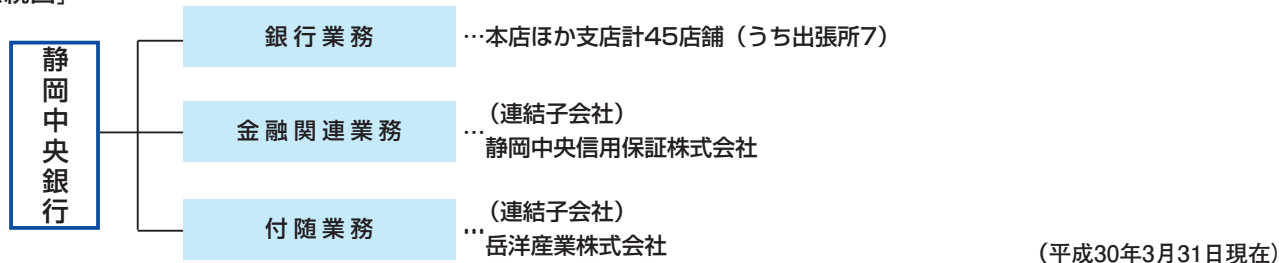 静岡中央銀行
銀行業務
…本店ほか支店計45店舗（うち出張所7）
金融関連業務
…（連結子会社）
静岡中央信用保証株式会社
付随業務
…（連結子会社）
岳洋産業株式会社
（平成30年3月31日現在）